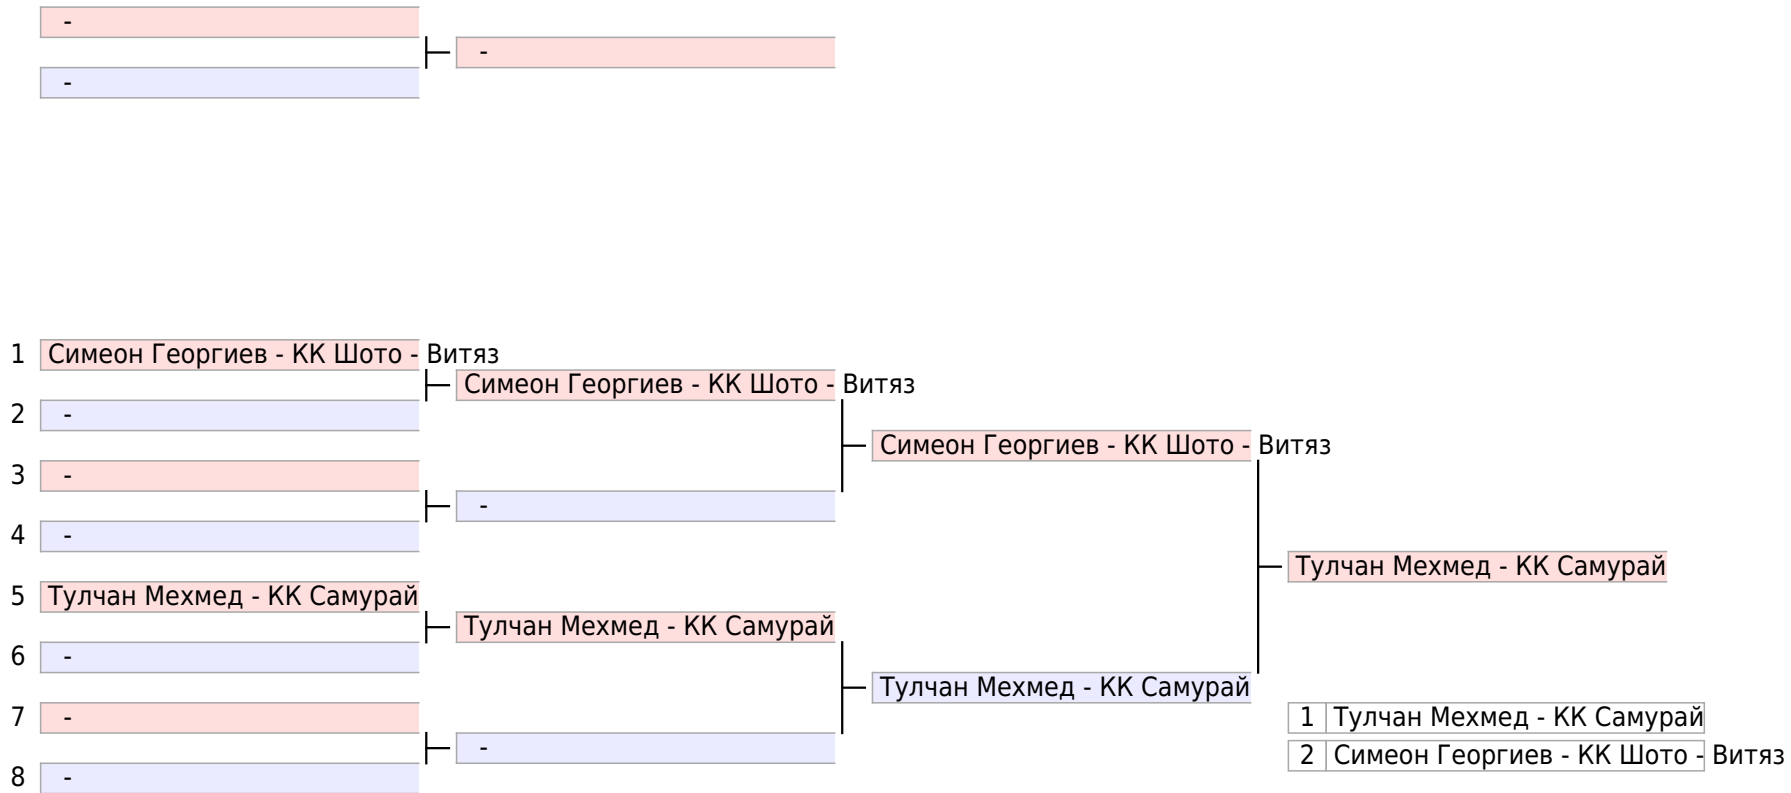 -
-
-
1 Симеон Георгиев - КК Шото - Витяз
Симеон Георгиев - КК Шото - Витяз
2 -
Симеон Георгиев - КК Шото - Витяз
3 -
-
4 -
Тулчан Мехмед - КК Самурай
5 Тулчан Мехмед - КК Самурай
Тулчан Мехмед - КК Самурай
6 -
Тулчан Мехмед - КК Самурай
7 -
1 Тулчан Мехмед - КК Самурай
-
2 Симеон Георгиев - КК Шото - Витяз
8 -